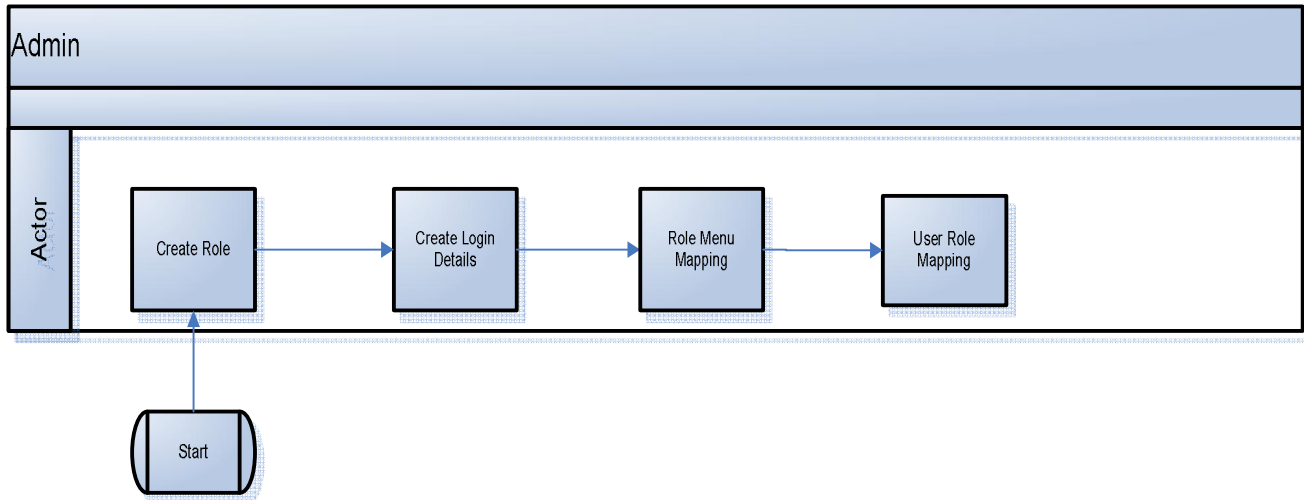 Admin
Actor
Create Role
Create Login
Details
Role Menu
Mapping
User Role
Mapping
Start